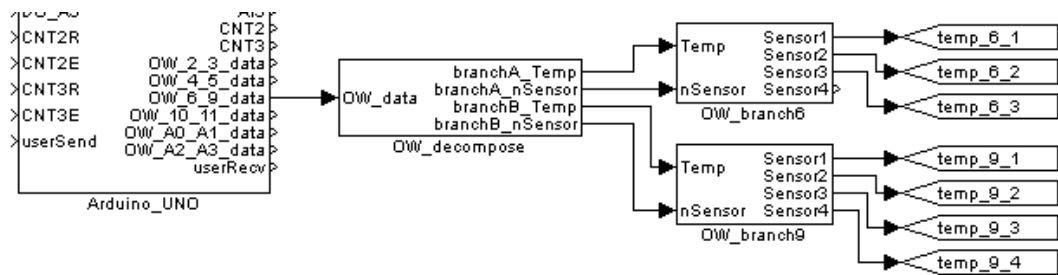 CNT2R
CNT2E
CNT3R
CNT3E
userSend
AI3
CNT2
CNT3
OW_2_3_data
OW_4_5_data
OW_6_9_data
OW_10_11_data
OW_A0_A1_data
OW_A2_A3_data
userRecv
Arduino_UNO
OW_data
branchA_Temp
branchA_nSensor
branchB_Temp
branchB_nSensor
OW_decompose
Temp
nSensor
Sensor1
Sensor2
Sensor3
Sensor4
OW_branch6
temp_6_1
temp_6_2
temp_6_3
Temp
nSensor
Sensor1
Sensor2
Sensor3
Sensor4
OW_branch9
temp_9_1
temp_9_2
temp_9_3
temp_9_4